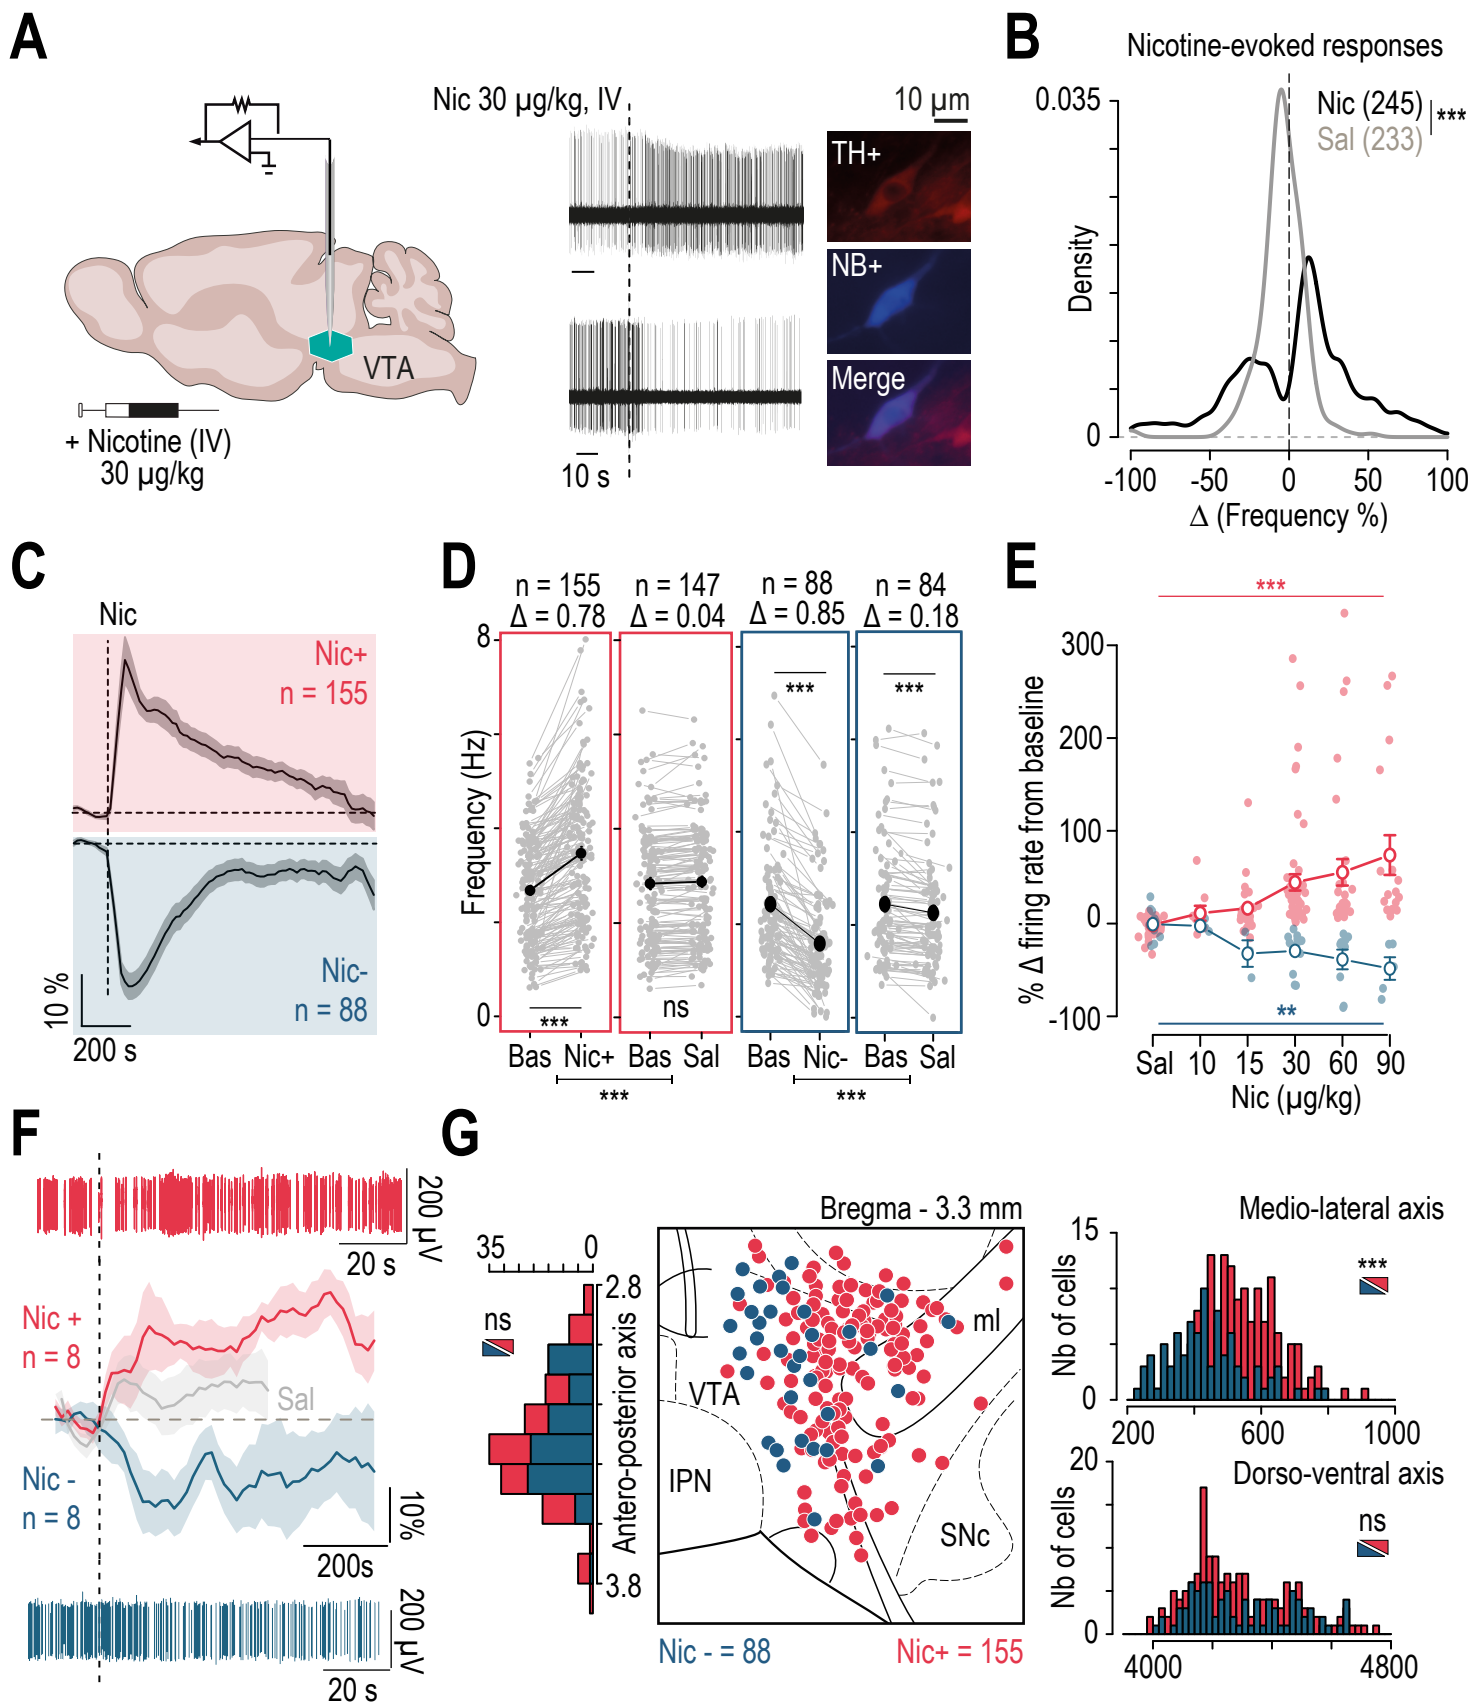 A
Nic 30 µg/kg, IV
10 µm
TH+
NB+
Merge
VTA
+ Nicotine (IV)
30 µg/kg
10 s
B
Nicotine-evoked responses
Nic (245)
Sal (233)
***
0.035
0
Density
-100 -50 0 50 100
Δ (Frequency %)
C
Nic
Nic+
n = 155
Nic-
n = 88
10 %
200 s
D
n = 155 n = 147 n = 88 n = 84
Δ = 0.78 Δ = 0.04 Δ = 0.85 Δ = 0.18
8
0
Frequency (Hz)
*** ns *** ***
Bas Nic+ Bas Sal Bas Nic- Bas Sal
*** ***
E
***
300
200
100
0
-100
% Δ firing rate from baseline
**
Sal 10 15 30 60 90
Nic (µg/kg)
F
200 µV
20 s
Nic +
n = 8
Sal
Nic -
n = 8
10%
200s
200 µV
20 s
G
35 0
ns
2.8
3.8
Antero-posterior axis
Bregma - 3.3 mm
ml
VTA
IPN
SNc
Nic - = 88
Nic+ = 155
Medio-lateral axis
***
15
0
Nb of cells
200 600 1000
Dorso-ventral axis
ns
20
0
Nb of cells
4000 4800